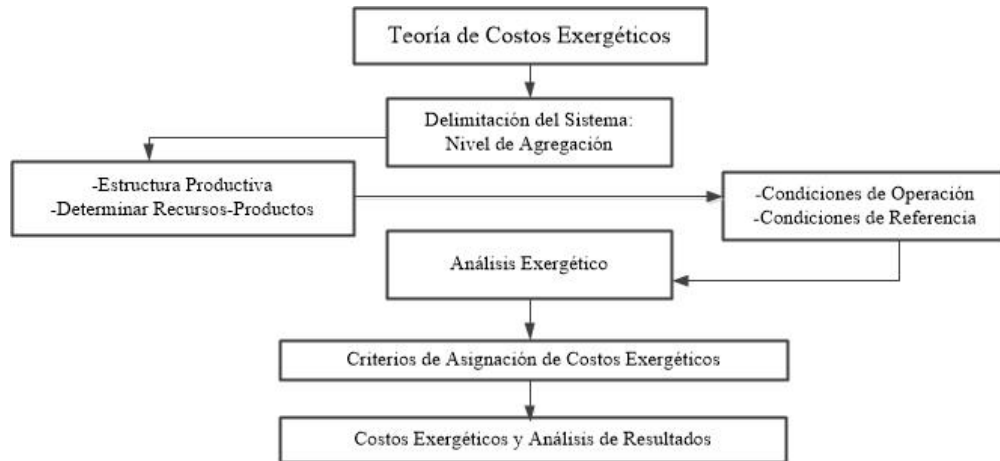 Teoría de Costos Exergéticos
Delimitación del Sistema:
Nivel de Agregación
-Estructura Productiva
-Determinar Recursos-Productos
-Condiciones de Operación
-Condiciones de Referencia
Análisis Exergético
Criterios de Asignación de Costos Exergéticos
Costos Exergéticos y Análisis de Resultados